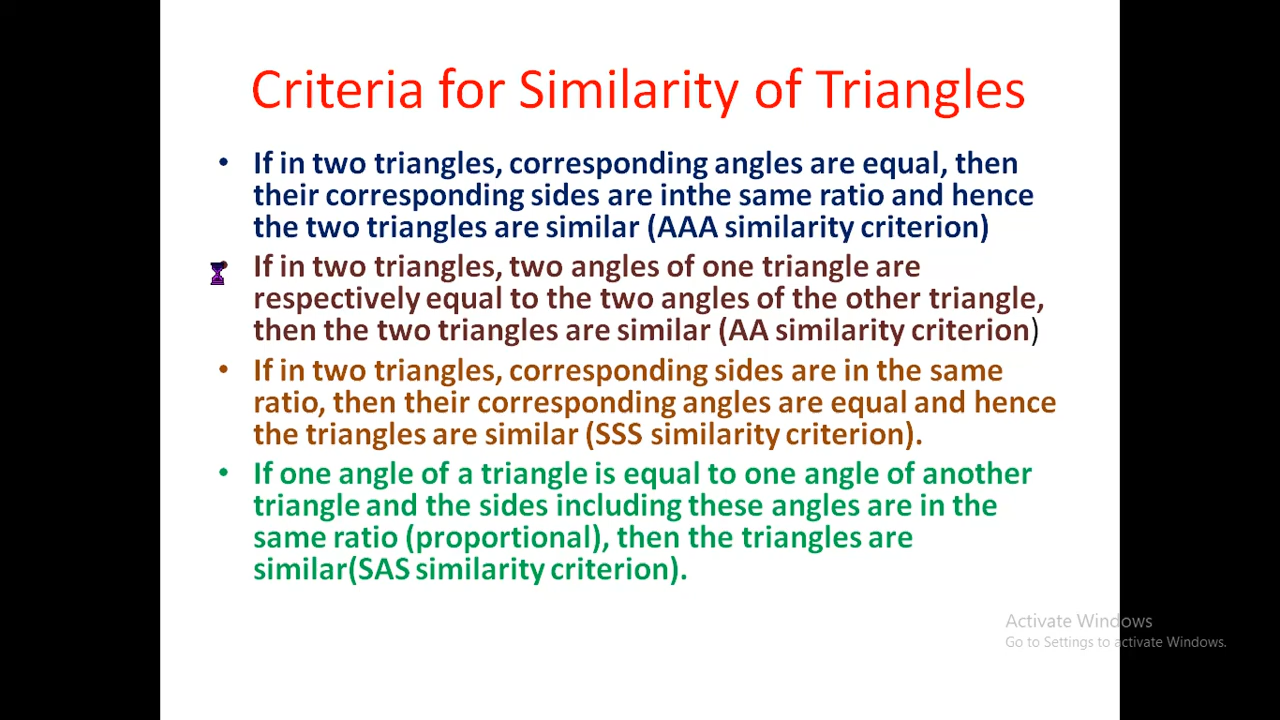 Criteria for Similarity of Triangles
• If in two triangles, corresponding angles are equal, then
their corresponding sides are inthe same ratio and hence
the two triangles are similar (AAA similarity criterion)
• If in two triangles, two angles of one triangle are
respectively equal to the two angles of the other triangle,
then the two triangles are similar (AA similarity criterion)
• If in two triangles, corresponding sides are in the same
ratio, then their corresponding angles are equal and hence
the triangles are similar (SSS similarity criterion).
• If one angle of a triangle is equal to one angle of another
triangle and the sides including these angles are in the
same ratio (proportional), then the triangles are
similar(SAS similarity criterion).
Activate Windows
Go to Settings to activate Windows.